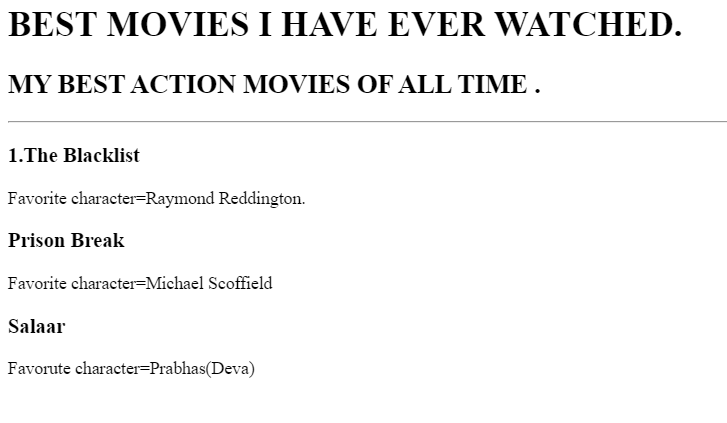 BEST MOVIES I HAVE EVER WATCHED.
MY BEST ACTION MOVIES OF ALL TIME .
1.The Blacklist
Favorite character=Raymond Reddington.
Prison Break
Favorite character=Michael Scoffield
Salaar
Favorute character=Prabhas(Deva)